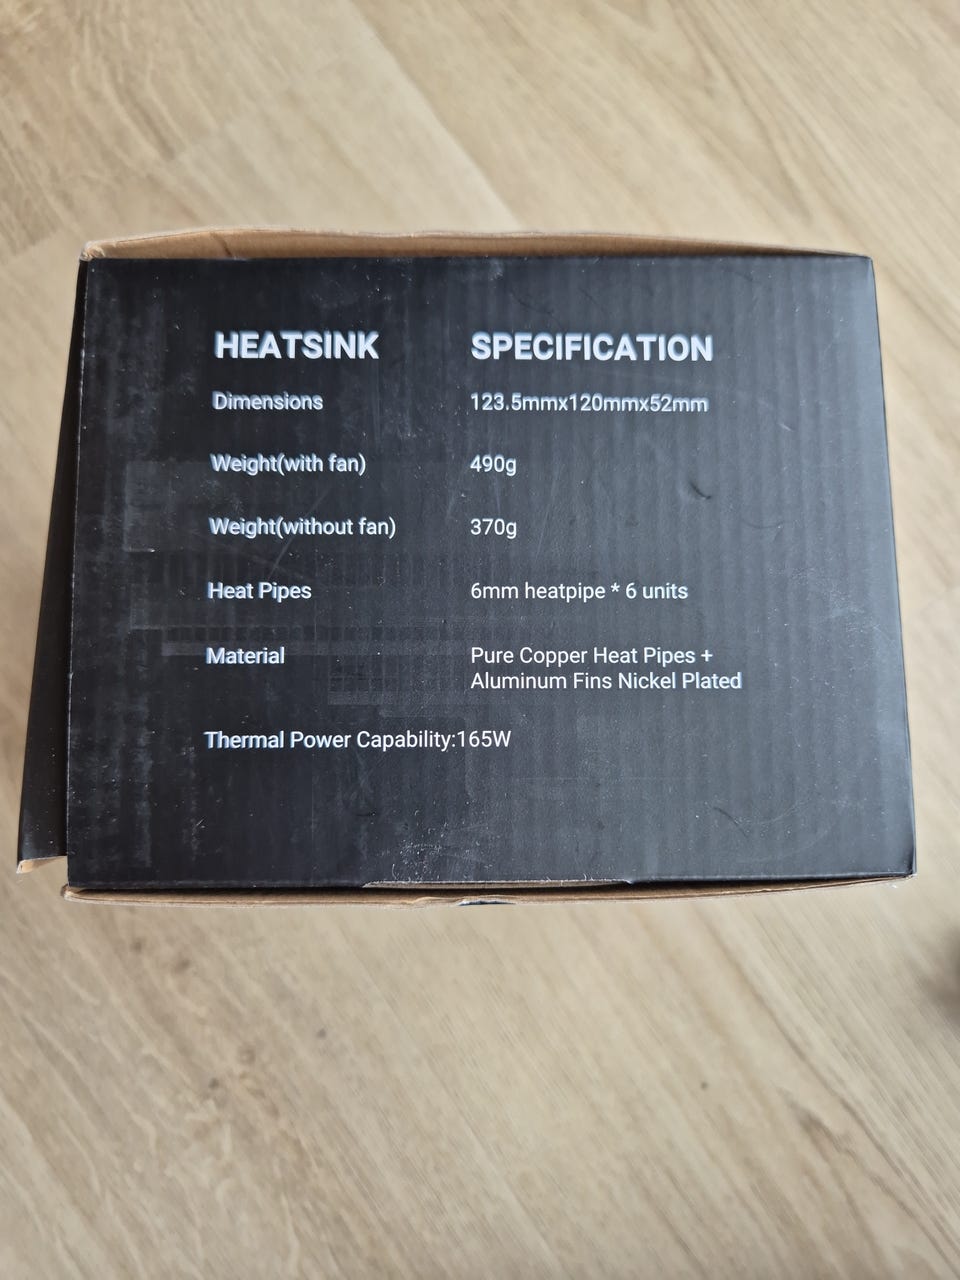 HEATSINK SPECIFICATION
Dimensions 123.5mmx120mmx52mm
Weight(with fan) 490g
Weight(without fan) 370g
Heat Pipes 6mm heatpipe * 6 units
Material Pure Copper Heat Pipes +
Aluminum Fins Nickel Plated
Thermal Power Capability:165W